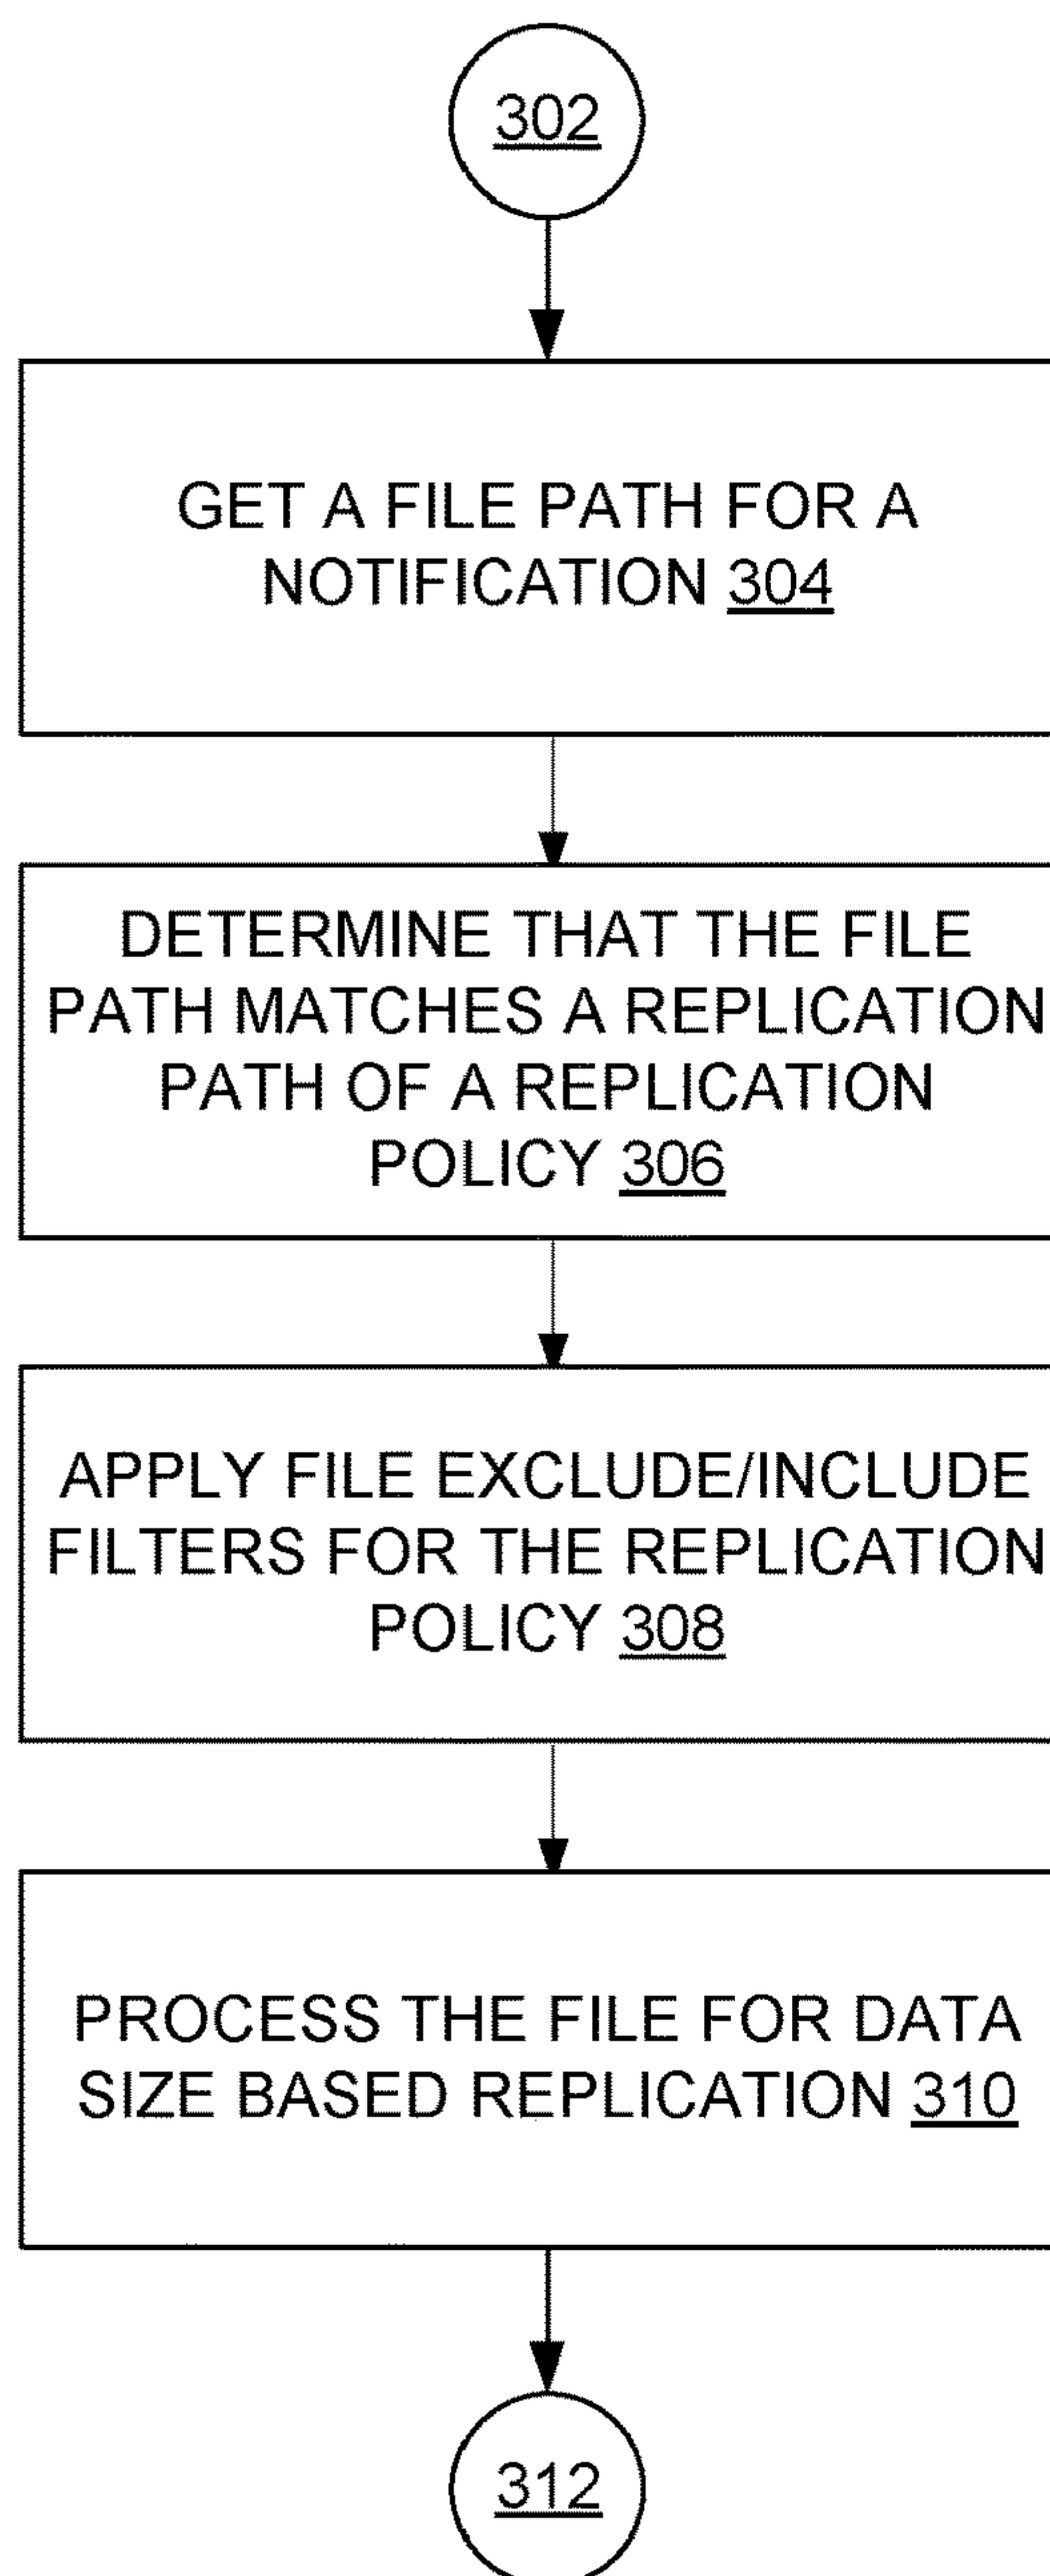 302
GET A FILE PATH FOR A
NOTIFICATION 304
DETERMINE THAT THE FILE
PATH MATCHES A REPLICATION
PATH OF A REPLICATION
POLICY 306
APPLY FILE EXCLUDE/INCLUDE
FILTERS FOR THE REPLICATION
POLICY 308
PROCESS THE FILE FOR DATA
SIZE BASED REPLICATION 310
312